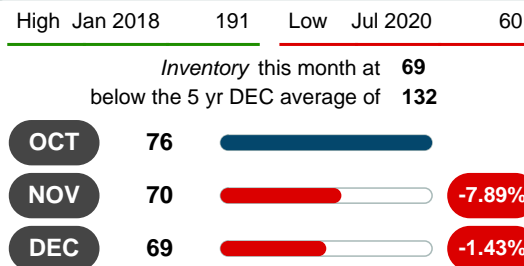 High Jan 2018 191 Low Jul 2020 60
Inventory this month at 69
below the 5 yr DEC average of 132
OCT 76
NOV 70 -7.89%
DEC 69 -1.43%